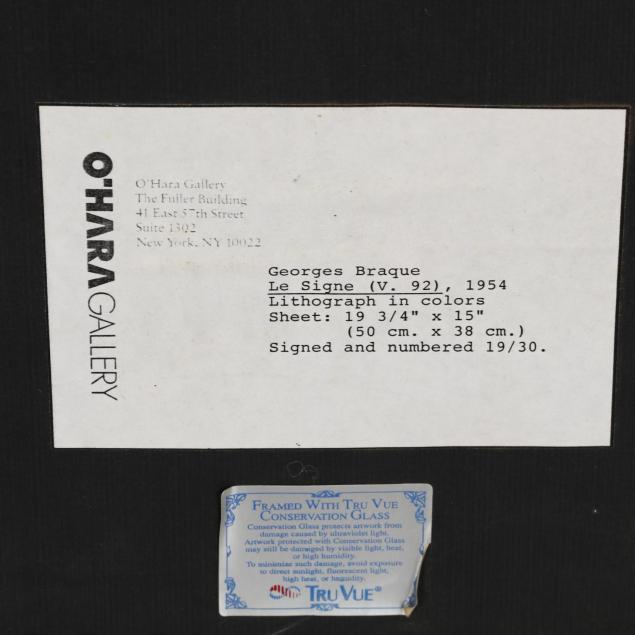 O'HARA GALLERY
O'Hara Gallery
The Fuller Building
41 East 57th Street
Suite 1302
New York, NY 10022
Georges Braque
Le Signe (V. 92), 1954
Lithograph in colors
Sheet: 19 3/4" x 15"
(50 cm. x 38 cm.)
Signed and numbered 19/30.
FRAMED WITH TRU VUE
CONSERVATION GLASS
Conservation Glass protects artwork from
damage caused by ultraviolet light.
Artwork protected with Conservation Glass
may still be damaged by visible light, heat,
or high humidity.
To minimize such damage, avoid exposure
to direct sunlight, fluorescent light,
high heat, or humidity.
TRU VUE®